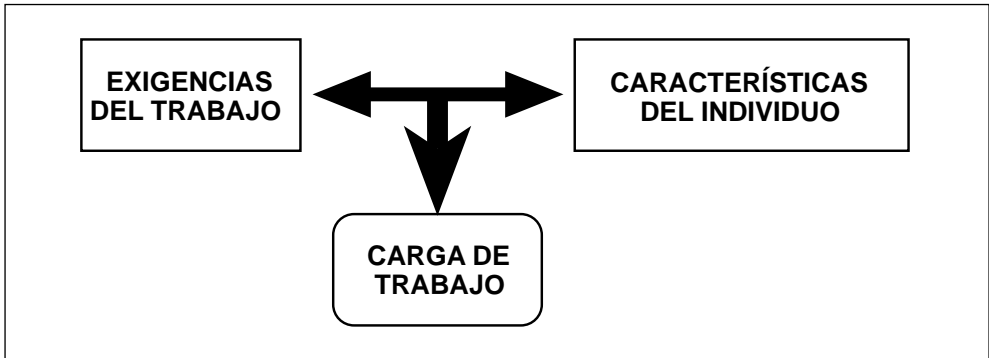 EXIGENCIAS
DEL TRABAJO
CARACTERÍSTICAS
DEL INDIVIDUO
CARGA DE
TRABAJO